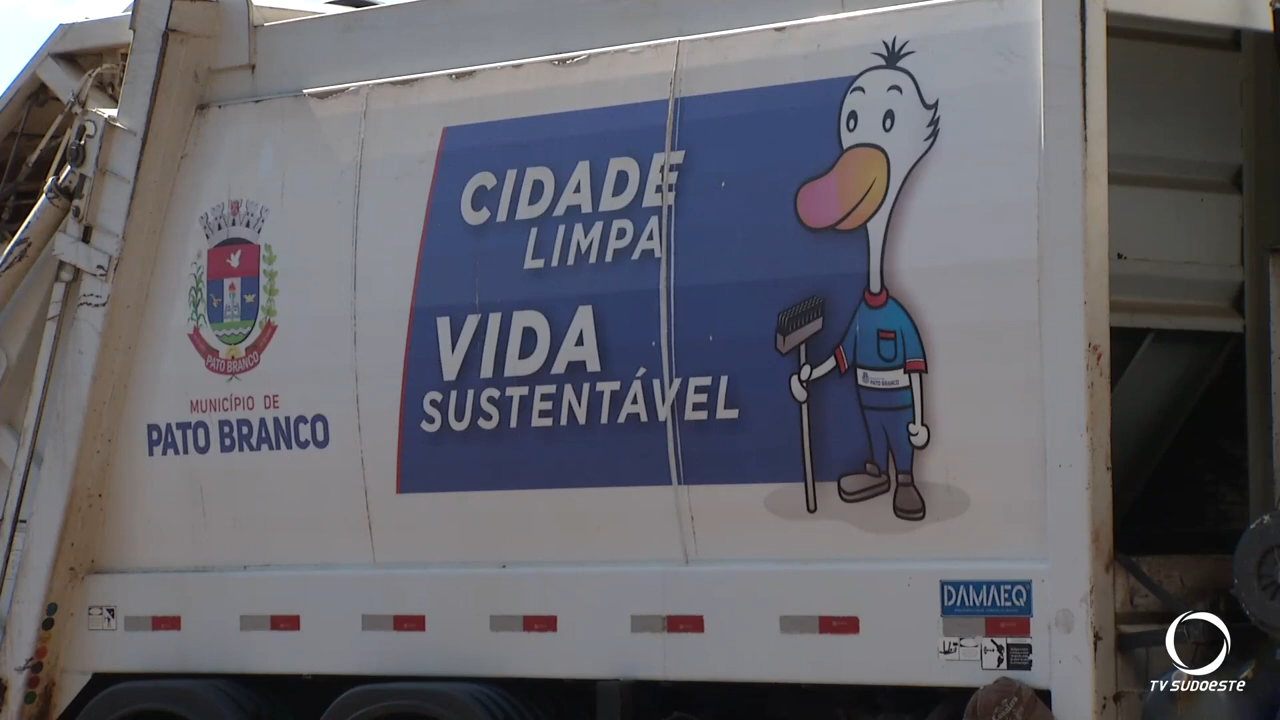 CIDADE
LIMPA
VIDA
SUSTENTÁVEL
PATO BRANCO
MUNICÍPIO DE
PATO BRANCO
PATO BRANCO
DAMAEQ
TV SUDOESTE